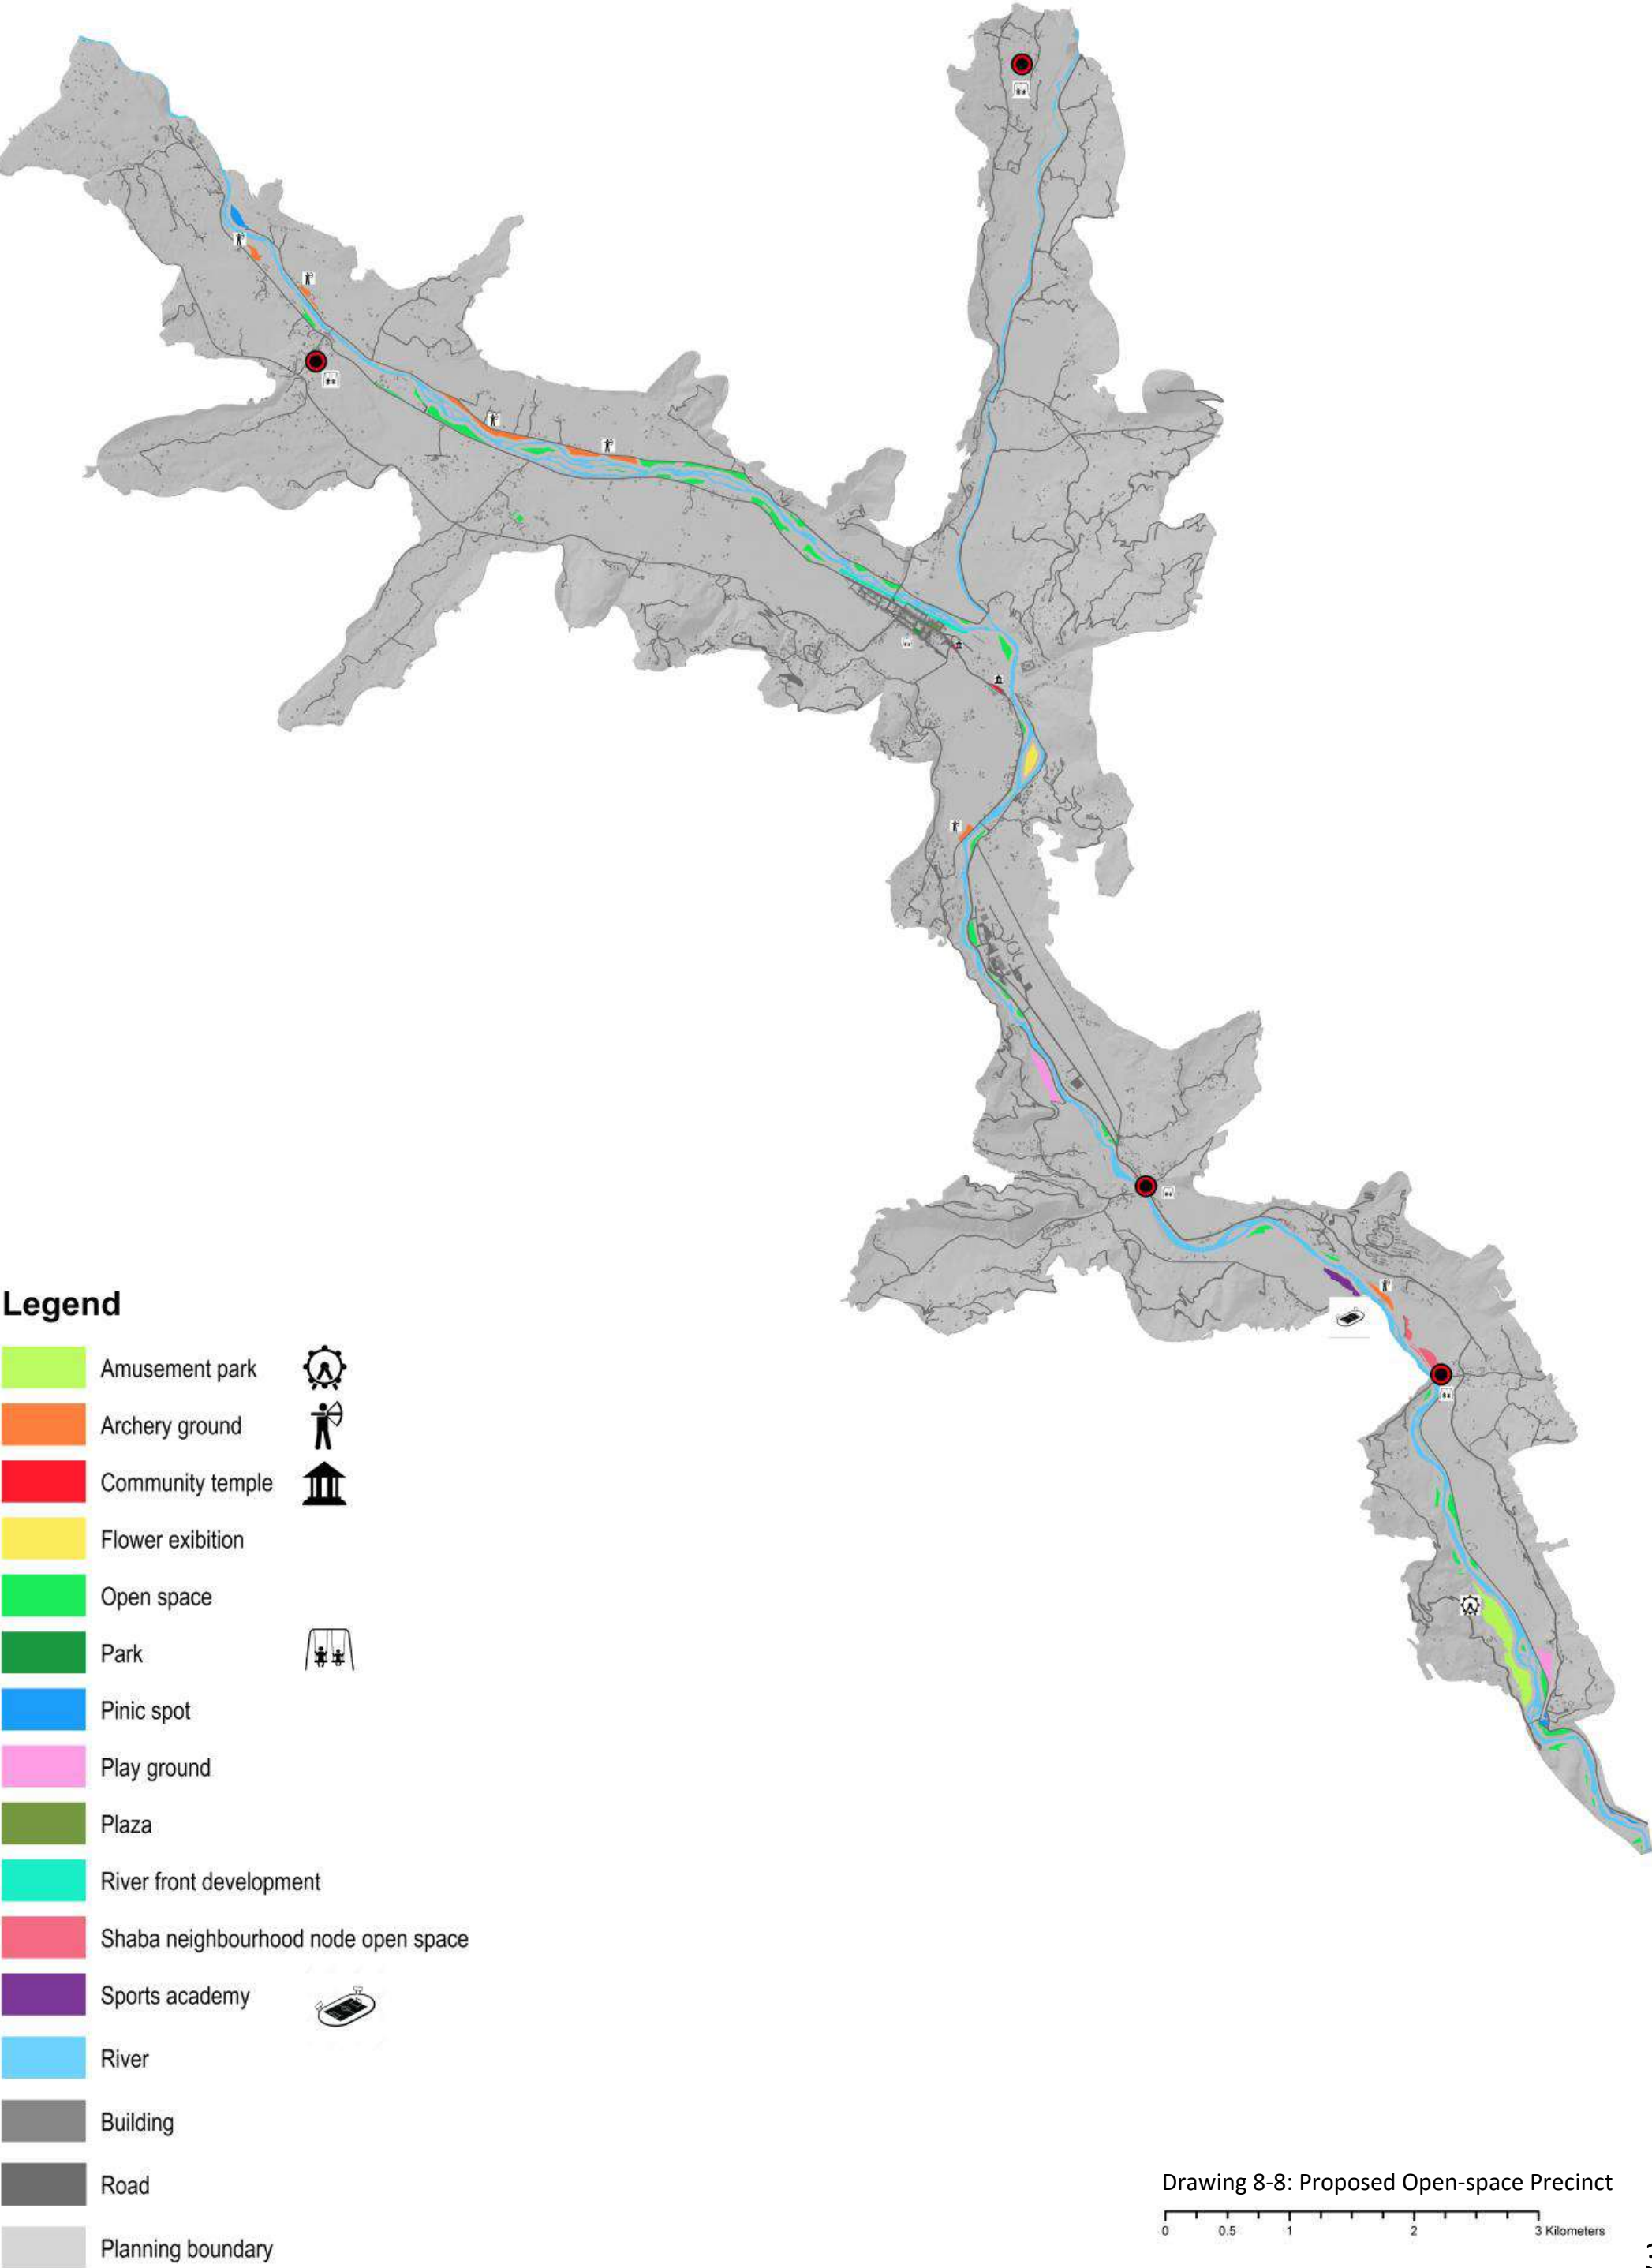 Legend
Amusement park
Archery ground
Community temple
Flower exibition
Open space
Park
Pinic spot
Play ground
Plaza
River front development
Shaba neighbourhood node open space
Sports academy
River
Building
Road
Planning boundary
Drawing 8-8: Proposed Open-space Precinct
0 0.5 1 2 3 Kilometers